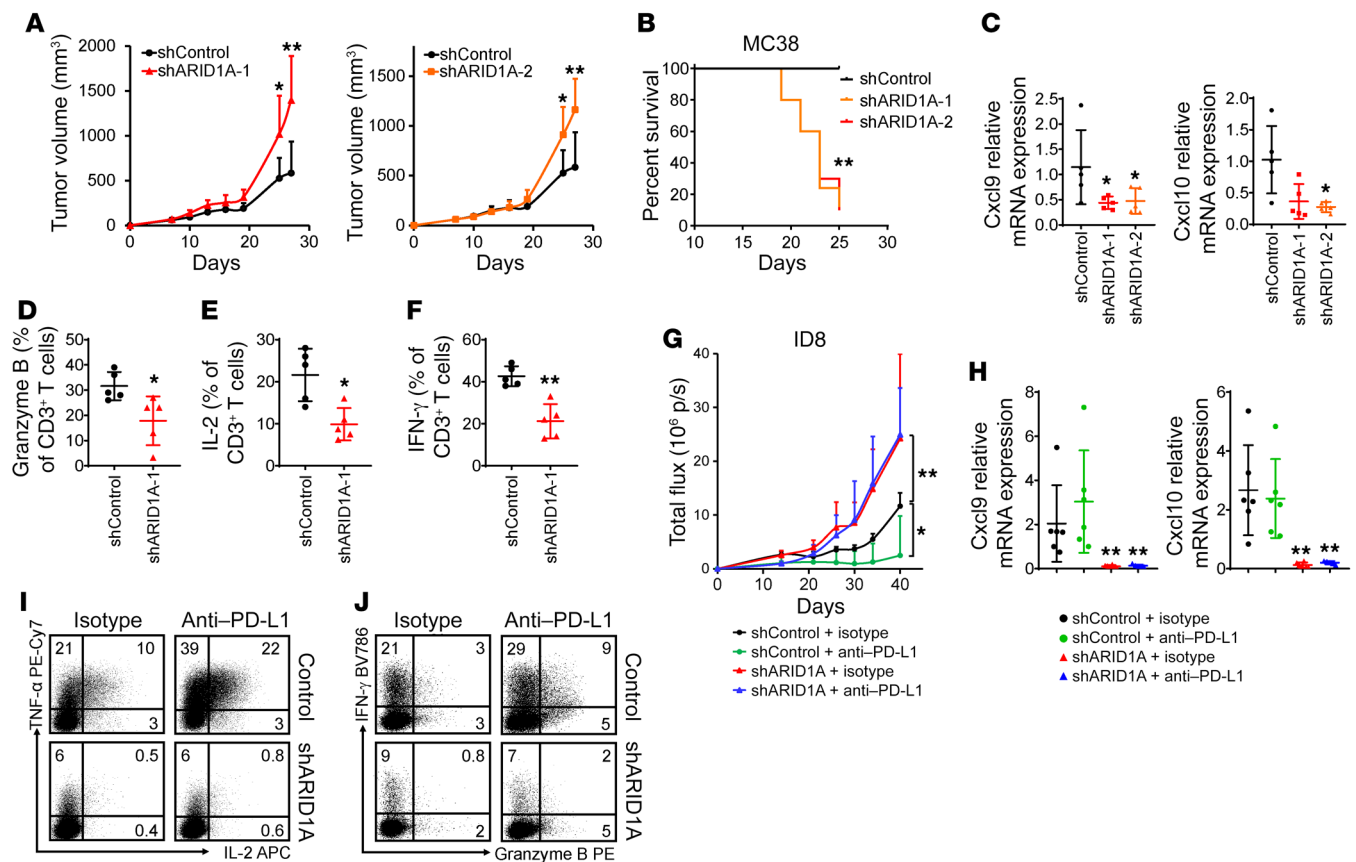 A
Tumor volume (mm³)
2000
1500
1000
500
0
0 10 20 30
Days
shControl
shARID1A-1
*
**
Tumor volume (mm³)
1500
1000
500
0
0 10 20 30
Days
shControl
shARID1A-2
*
**
B
MC38
Percent survival
100
80
60
40
20
0
10 15 20 25 30
Days
shControl
shARID1A-1
shARID1A-2
**
C
Cxcl9 relative
mRNA expression
2.5
2.0
1.5
1.0
0.5
0.0
* *
shControl
shARID1A-1
shARID1A-2
Cxcl10 relative
mRNA expression
2.0
1.5
1.0
0.5
0.0
*
shControl
shARID1A-1
shARID1A-2
D
Granzyme B (%
of CD3⁺ T cells)
50
40
30
20
10
0
*
shControl
shARID1A-1
E
IL-2 (% of
CD3⁺ T cells)
30
20
10
0
*
shControl
shARID1A-1
F
IFN-γ (% of
CD3⁺ T cells)
60
40
20
0
**
shControl
shARID1A-1
G
ID8
Total flux (10⁶ p/s)
40
30
20
10
0
0 10 20 30 40
Days
**
*
shControl + isotype
shControl + anti–PD-L1
shARID1A + isotype
shARID1A + anti–PD-L1
H
Cxcl9 relative
mRNA expression
8
6
4
2
0
** **
Cxcl10 relative
mRNA expression
6
4
2
0
** **
shControl + isotype
shControl + anti–PD-L1
shARID1A + isotype
shARID1A + anti–PD-L1
I
Isotype Anti–PD-L1
TNF-α PE-Cy7
21 10
3
39 22
3
Control
6 0.5
0.4
6 0.8
0.6
shARID1A
IL-2 APC
J
Isotype Anti–PD-L1
IFN-γ BV786
21 3
3
29 9
5
Control
9 0.8
2
7 2
5
shARID1A
Granzyme B PE